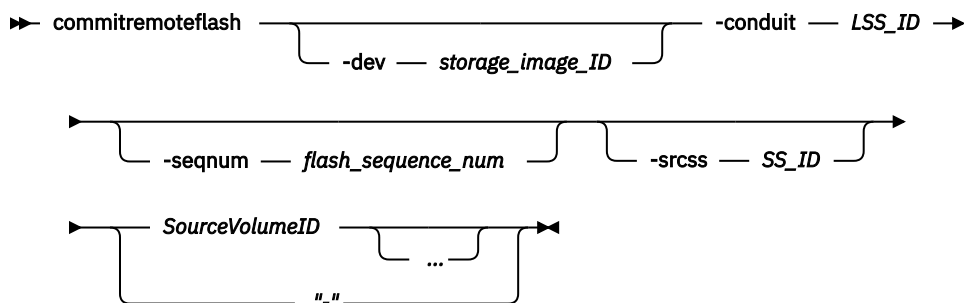 commitremoteflash -conduit LSS_ID
-dev storage_image_ID
-seqnum flash_sequence_num -srcss SS_ID
SourceVolumeID
...
"-"